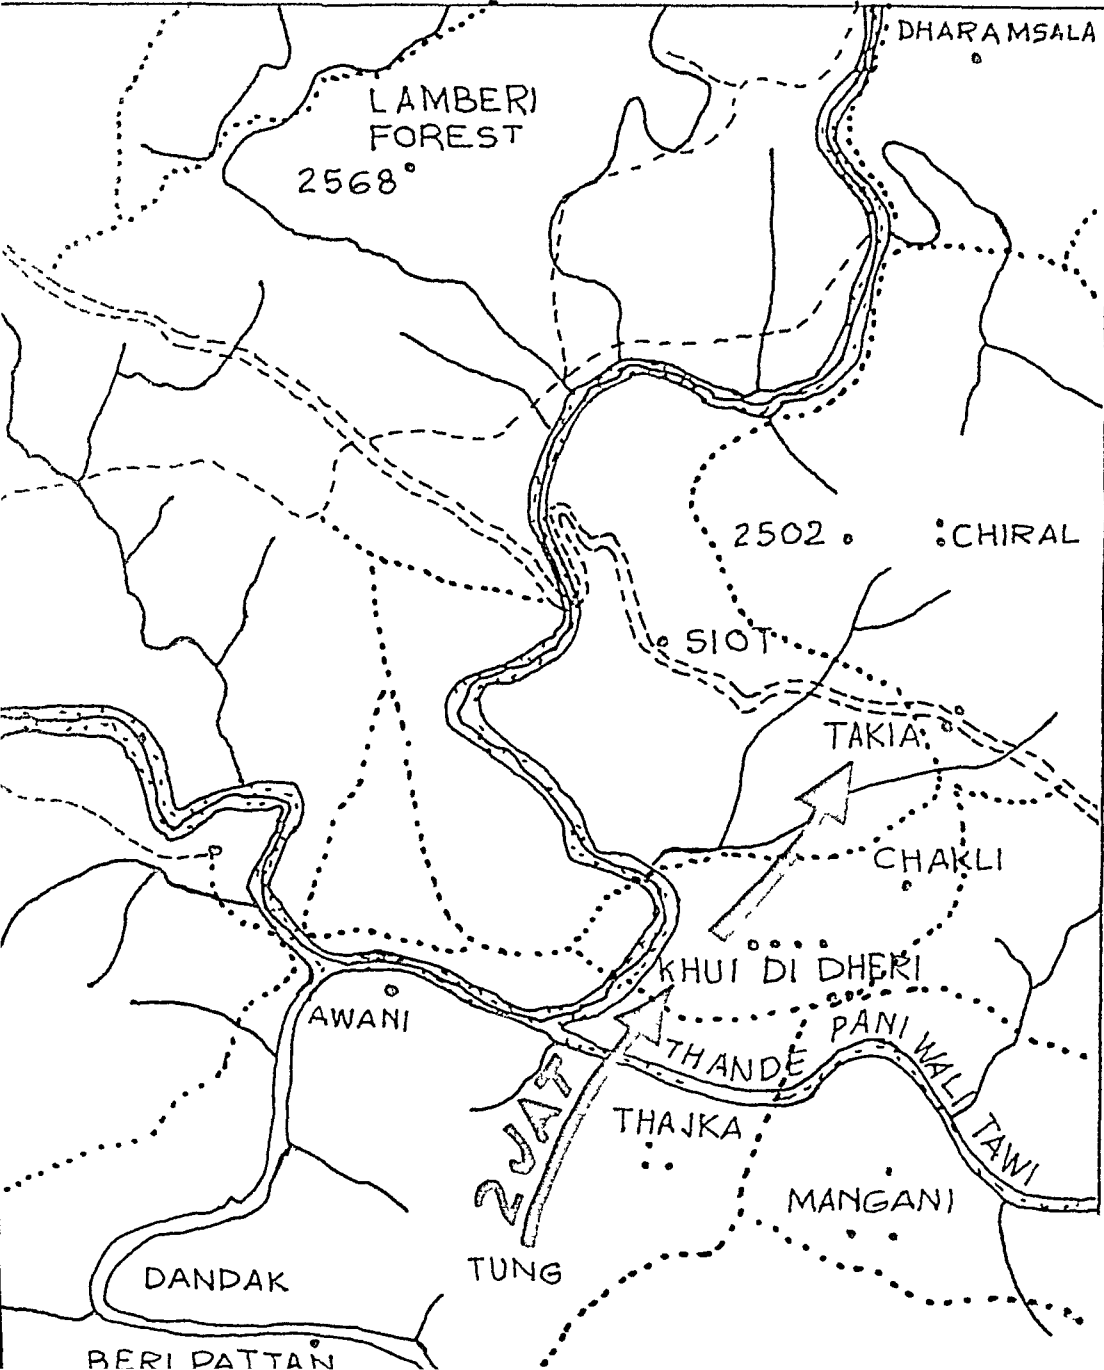 DHARAMSALA
LAMBERI
FOREST
2568
2502
CHIRAL
SIOT
TAKIA
CHAKLI
KHUI DI DHERI
AWANI
THANDE PANI WALI TAWI
2 JAT
THAJKA
MANGANI
TUNG
DANDAK
BERI PATTAN